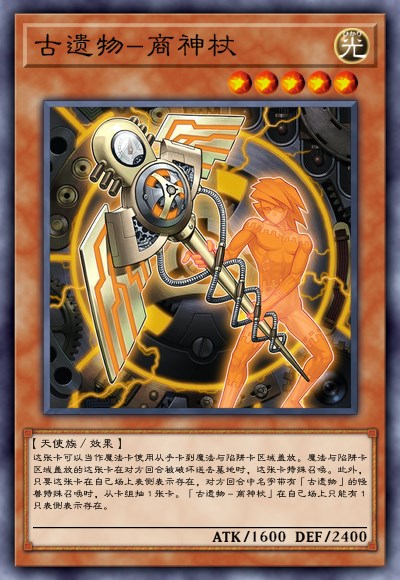 古遗物-商神杖
ひかり
光
【天使族/效果】
这张卡可以当作魔法卡使用从手卡到魔法与陷阱卡区域盖放。魔法与陷阱卡
区域盖放的这张卡在对方回合被破坏送去墓地时，这张卡特殊召唤。此外，
只要这张卡在自己场上表侧表示存在，对方回合中名字带有「古遗物」的怪
兽特殊召唤时，从卡组抽1张卡。「古遗物-商神杖」在自己场上只能有1
只表侧表示存在。
ATK/1600 DEF/2400